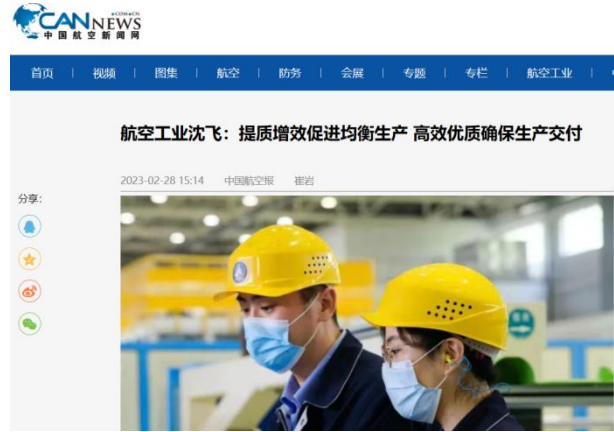 CANNEWS
•COM•CN
中国航空新闻网
首页 | 视频 | 图集 | 航空 | 防务 | 会展 | 专题 | 专栏 | 航空工业 |
航空工业沈飞：提质增效促进均衡生产 高效优质确保生产交付
2023-02-28 15:14 中国航空报 崔岩
分享：